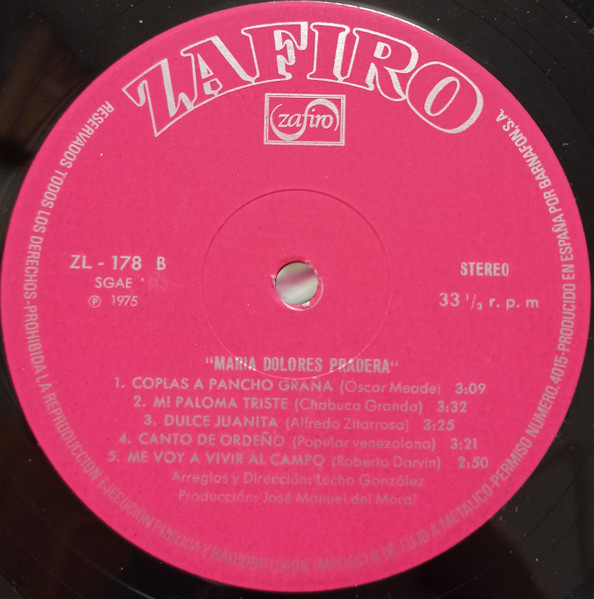 ZAFIRO
zafiro
ZL - 178 B
SGAE
℗ 1975
STEREO
33 1/3 r. p. m
"MARIA DOLORES PRADERA"
1. COPLAS A PANCHO GRAÑA (Oscar Meade) 3:09
2. MI PALOMA TRISTE (Chabuca Granda) 3:32
3. DULCE JUANITA (Alfredo Zitarrosa) 3:25
4. CANTO DE ORDEÑO (Popular venezolana) 3:21
5. ME VOY A VIVIR AL CAMPO (Roberto Darvin) 2:50
Arreglos y Dirección: Lucho González
Producción: José Manuel del Moral
RESERVADOS TODOS LOS DERECHOS-PROHIBIDA LA REPRODUCCION EJECUCION PUBLICA Y RADIODIFUSION. IMPORTE DE LUJO A METALICO-PERMISO NUMERO 4015-PRODUCIDO EN ESPAÑA POR BARNAFON, S.A.